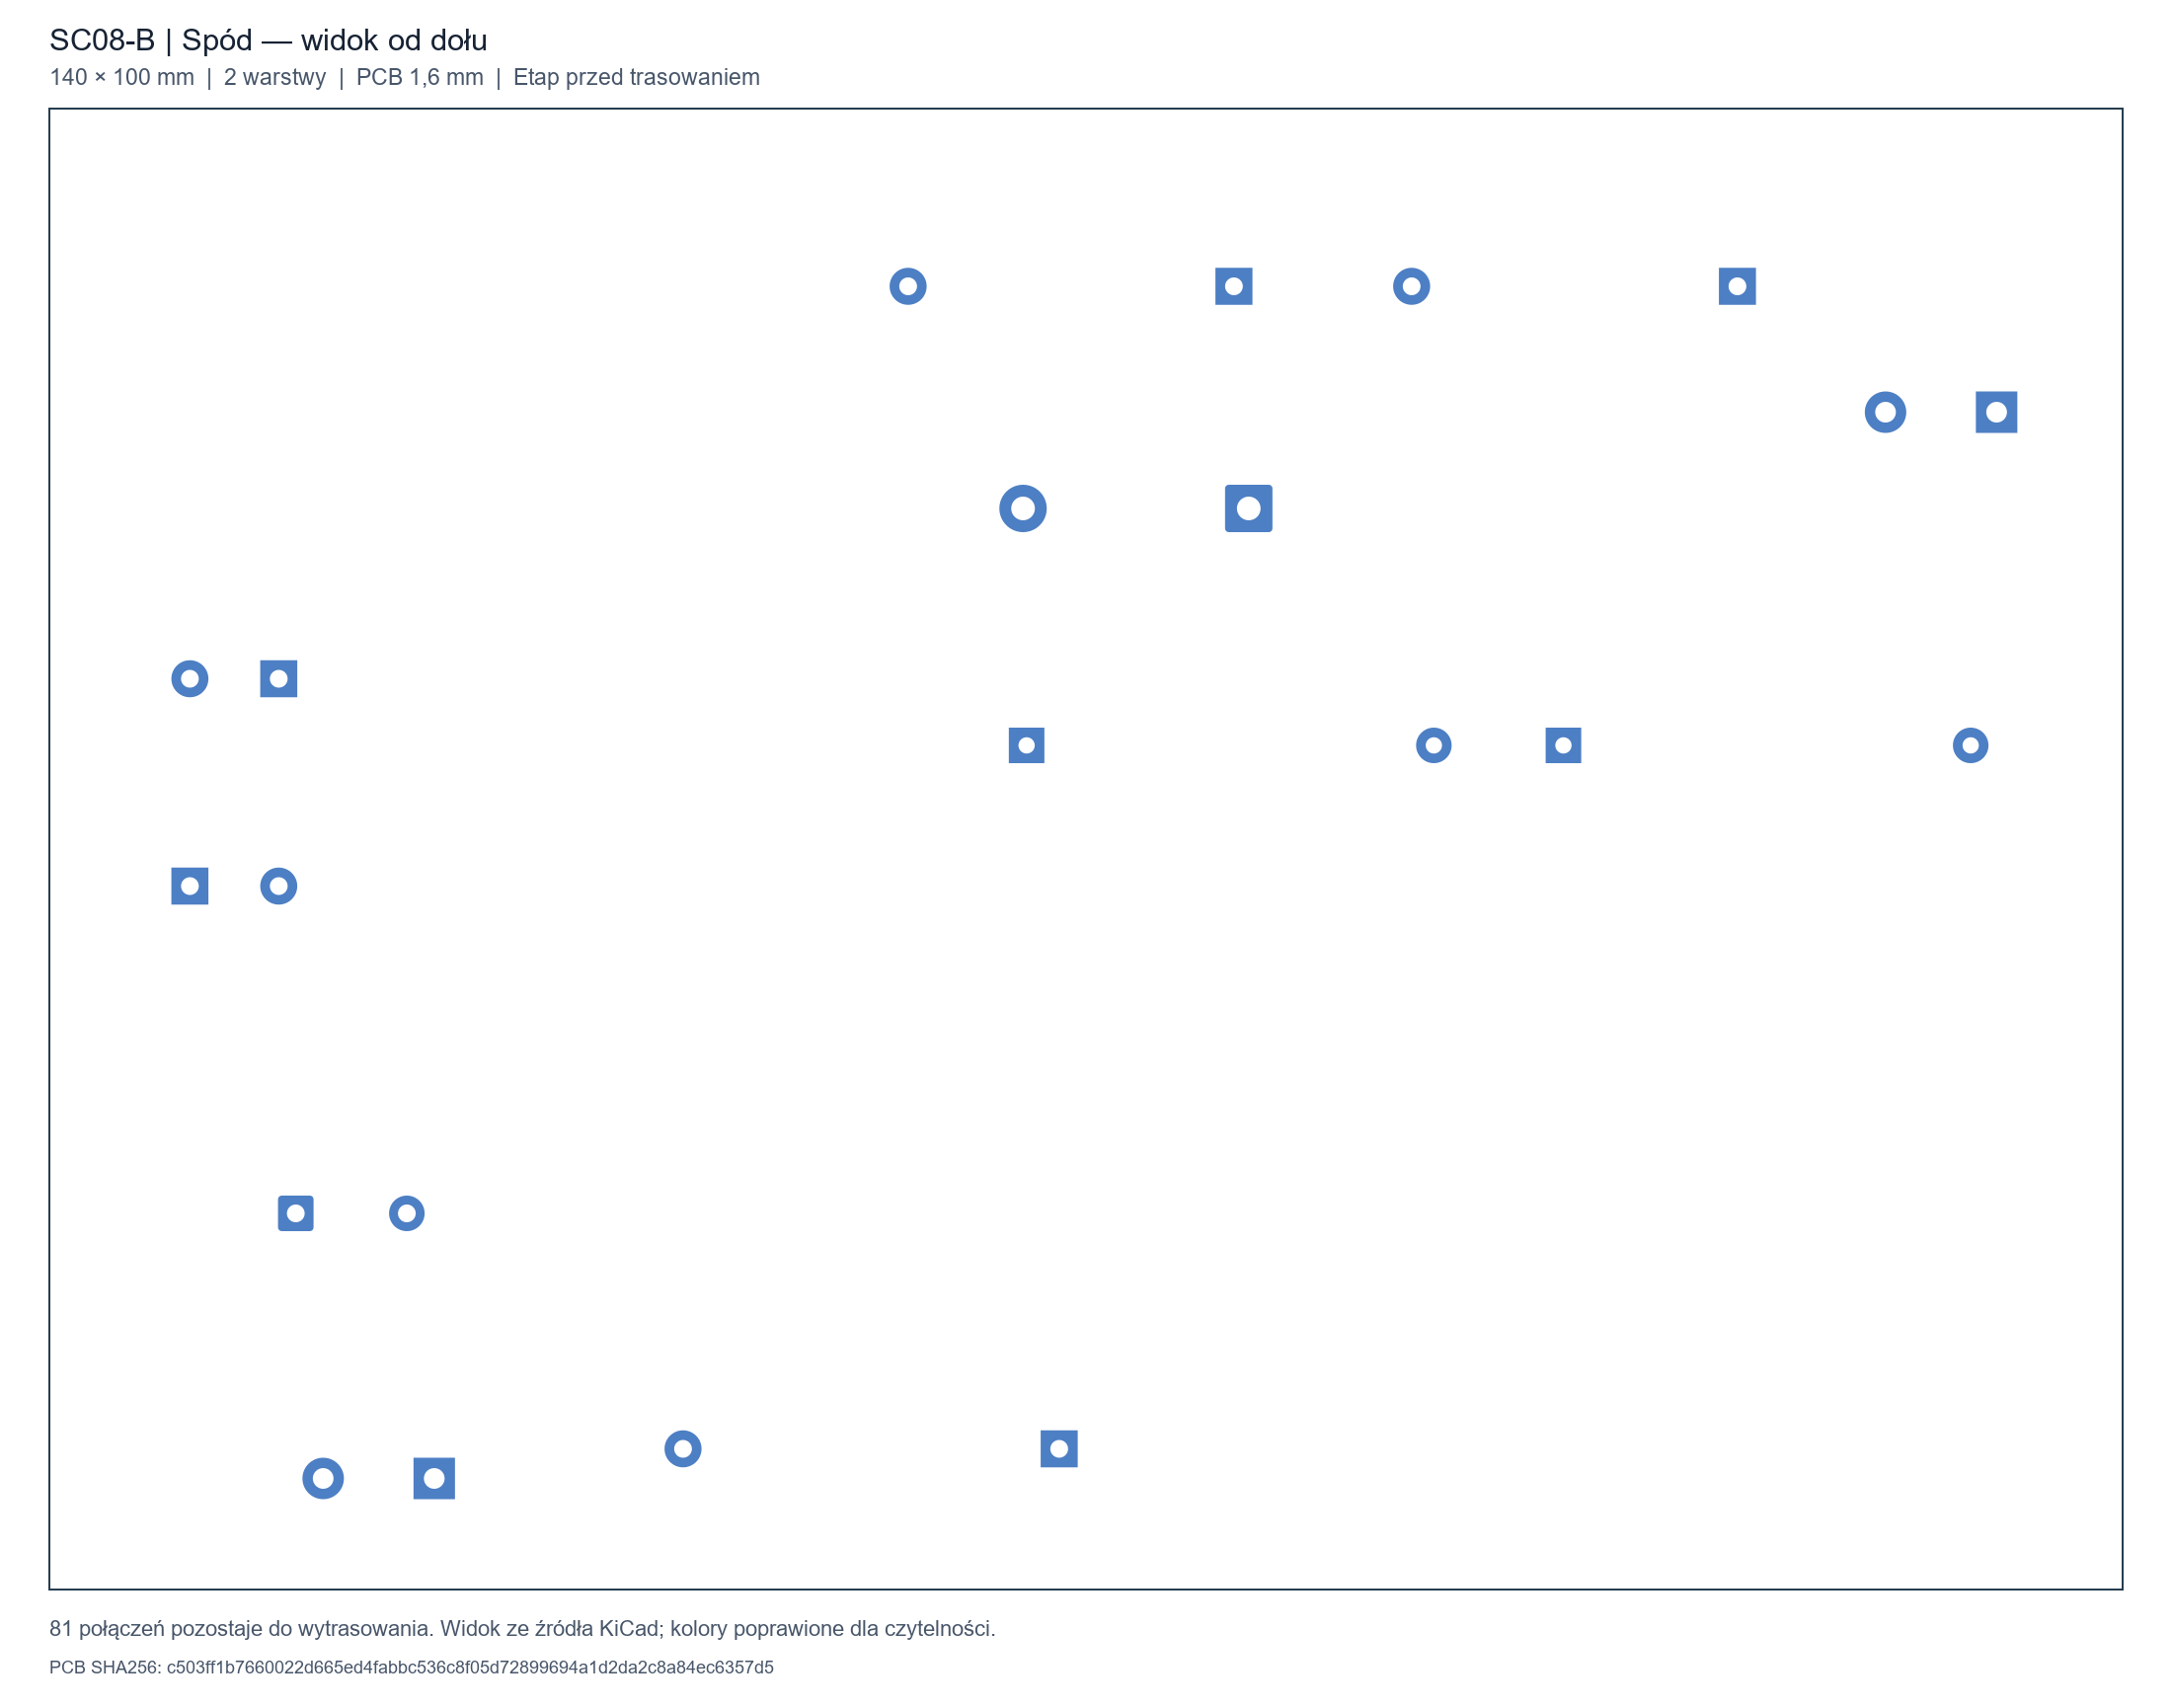 SC08-B | Spód — widok od dołu
140 × 100 mm | 2 warstwy | PCB 1,6 mm | Etap przed trasowaniem
81 połączeń pozostaje do wytrasowania. Widok ze źródła KiCad; kolory poprawione dla czytelności.
PCB SHA256: c503ff1b7660022d665ed4fabbc536c8f05d72899694a1d2da2c8a84ec6357d5